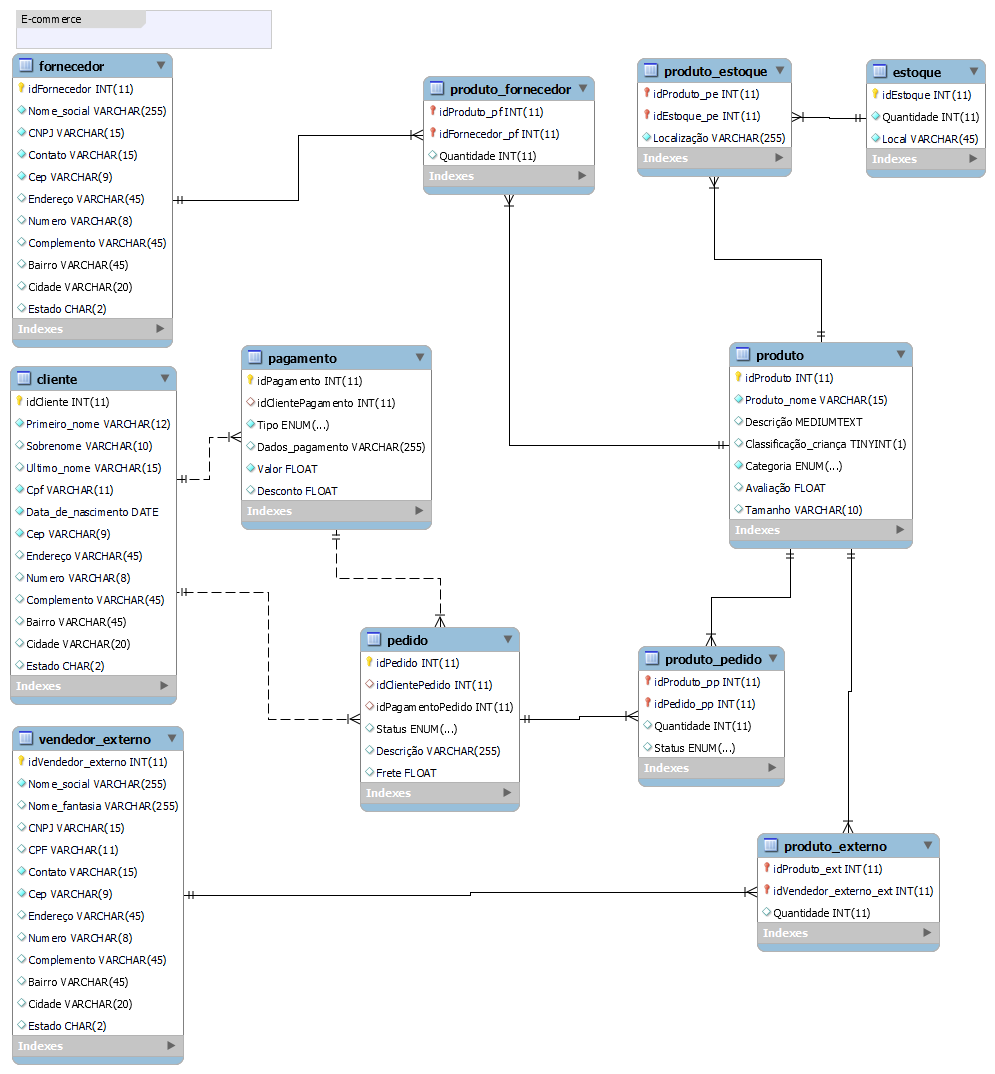 E-commerce
fornecedor
idFornecedor INT(11)
Nome_social VARCHAR(255)
CNPJ VARCHAR(15)
Contato VARCHAR(15)
Cep VARCHAR(9)
Endereço VARCHAR(45)
Numero VARCHAR(8)
Complemento VARCHAR(45)
Bairro VARCHAR(45)
Cidade VARCHAR(20)
Estado CHAR(2)
Indexes
produto_fornecedor
idProduto_pf INT(11)
idFornecedor_pf INT(11)
Quantidade INT(11)
Indexes
produto_estoque
idProduto_pe INT(11)
idEstoque_pe INT(11)
Localização VARCHAR(255)
Indexes
estoque
idEstoque INT(11)
Quantidade INT(11)
Local VARCHAR(45)
Indexes
cliente
idCliente INT(11)
Primeiro_nome VARCHAR(12)
Sobrenome VARCHAR(10)
Ultimo_nome VARCHAR(15)
Cpf VARCHAR(11)
Data_de_nascimento DATE
Cep VARCHAR(9)
Endereço VARCHAR(45)
Numero VARCHAR(8)
Complemento VARCHAR(45)
Bairro VARCHAR(45)
Cidade VARCHAR(20)
Estado CHAR(2)
Indexes
pagamento
idPagamento INT(11)
idClientePagamento INT(11)
Tipo ENUM(...)
Dados_pagamento VARCHAR(255)
Valor FLOAT
Desconto FLOAT
Indexes
produto
idProduto INT(11)
Produto_nome VARCHAR(15)
Descrição MEDIUMTEXT
Classificação_criança TINYINT(1)
Categoria ENUM(...)
Avaliação FLOAT
Tamanho VARCHAR(10)
Indexes
pedido
idPedido INT(11)
idClientePedido INT(11)
idPagamentoPedido INT(11)
Status ENUM(...)
Descrição VARCHAR(255)
Frete FLOAT
Indexes
produto_pedido
idProduto_pp INT(11)
idPedido_pp INT(11)
Quantidade INT(11)
Status ENUM(...)
Indexes
vendedor_externo
idVendedor_externo INT(11)
Nome_social VARCHAR(255)
Nome_fantasia VARCHAR(255)
CNPJ VARCHAR(15)
CPF VARCHAR(11)
Contato VARCHAR(15)
Cep VARCHAR(9)
Endereço VARCHAR(45)
Numero VARCHAR(8)
Complemento VARCHAR(45)
Bairro VARCHAR(45)
Cidade VARCHAR(20)
Estado CHAR(2)
Indexes
produto_externo
idProduto_ext INT(11)
idVendedor_externo_ext INT(11)
Quantidade INT(11)
Indexes